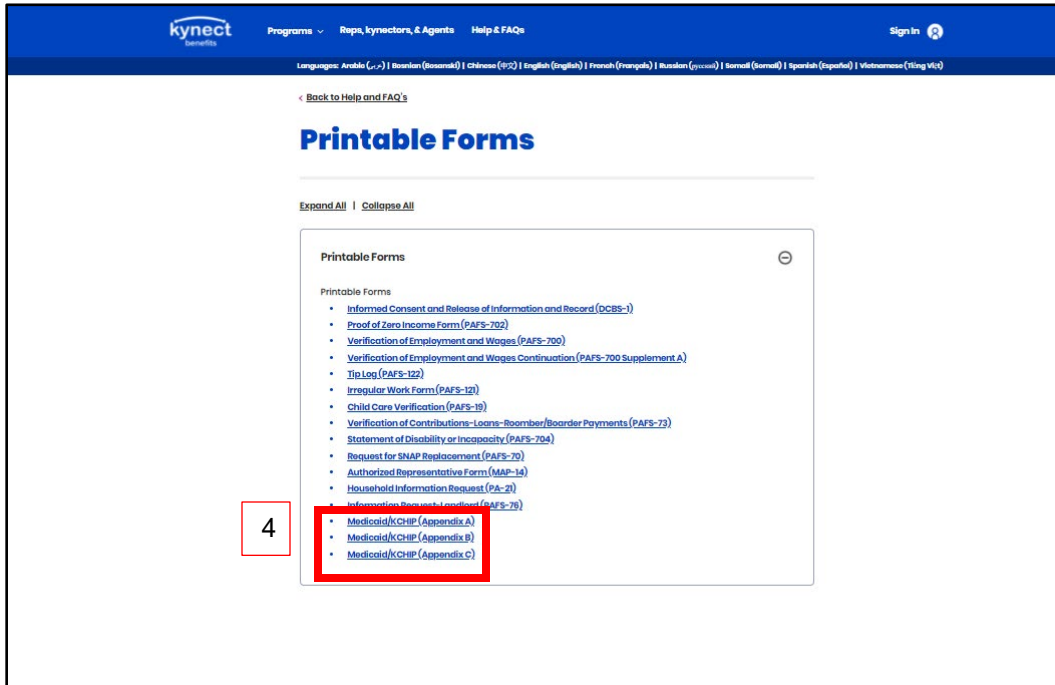 kynect
benefits
Programs
Reps, kynectors, & Agents
Help & FAQs
Sign In
Languages: Arabic (عربي) | Bosnian (Bosanski) | Chinese (中文) | English (English) | French (Français) | Russian (русский) | Somali (Somali) | Spanish (Español) | Vietnamese (Tiếng Việt)
Back to Help and FAQ's
Printable Forms
Expand All | Collapse All
Printable Forms
Printable Forms
• Informed Consent and Release of Information and Record (DCBS-1)
• Proof of Zero Income Form (PAFS-702)
• Verification of Employment and Wages (PAFS-700)
• Verification of Employment and Wages Continuation (PAFS-700 Supplement A)
• Tip Log (PAFS-122)
• Irregular Work Form (PAFS-121)
• Child Care Verification (PAFS-19)
• Verification of Contributions-Loans-Roomber/Boarder Payments (PAFS-73)
• Statement of Disability or Incapacity (PAFS-704)
• Request for SNAP Replacement (PAFS-70)
• Authorized Representative Form (MAP-14)
• Household Information Request (PA-21)
• Information Request-Landlord (PAFS-76)
4
• Medicaid/KCHIP (Appendix A)
• Medicaid/KCHIP (Appendix B)
• Medicaid/KCHIP (Appendix C)